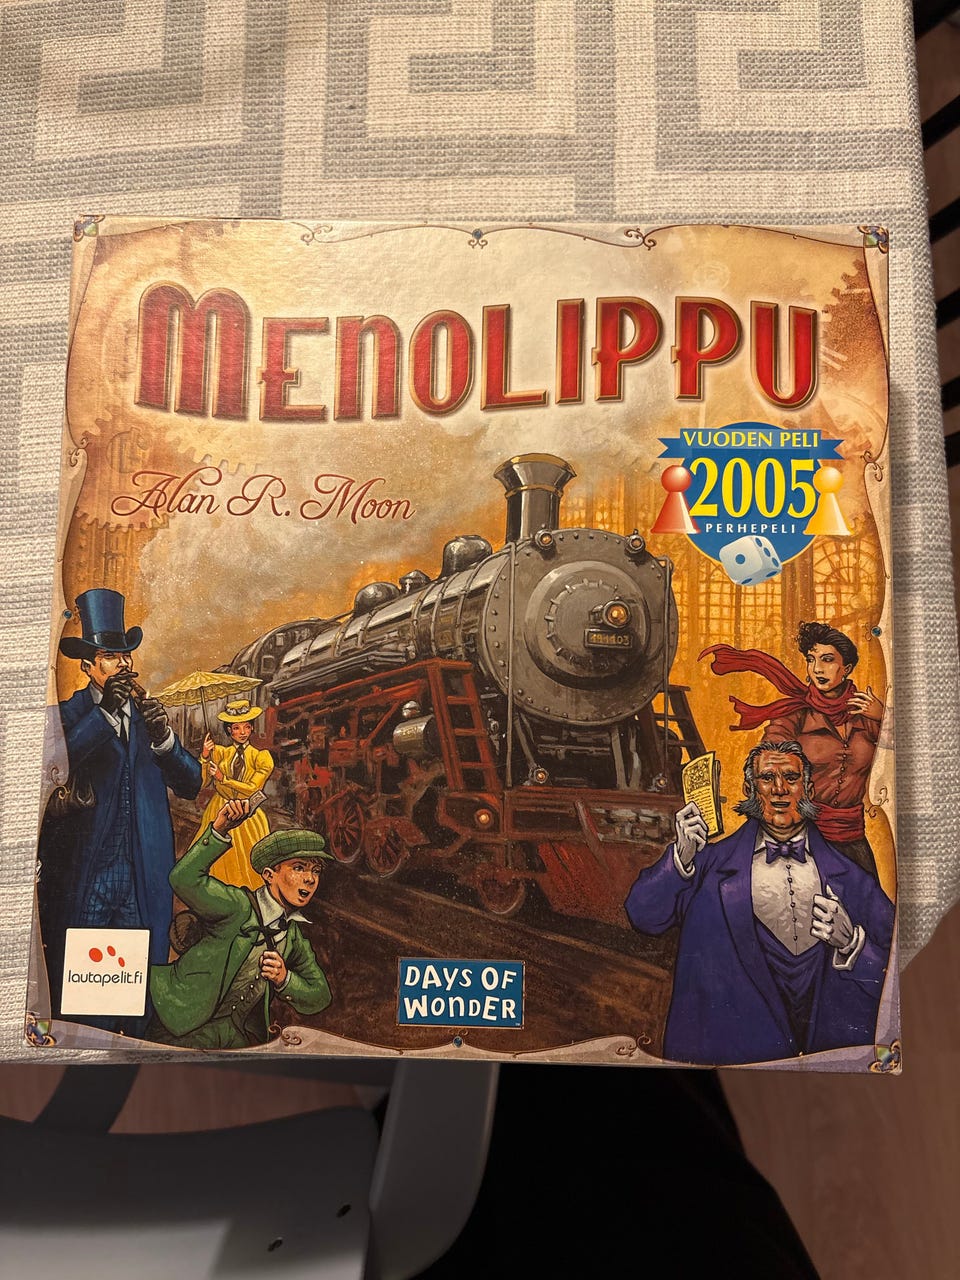 MENOLIPPU
Alan R. Moon
VUODEN PELI
2005
PERHEPELI
lautapelit.fi
DAYS OF
WONDER